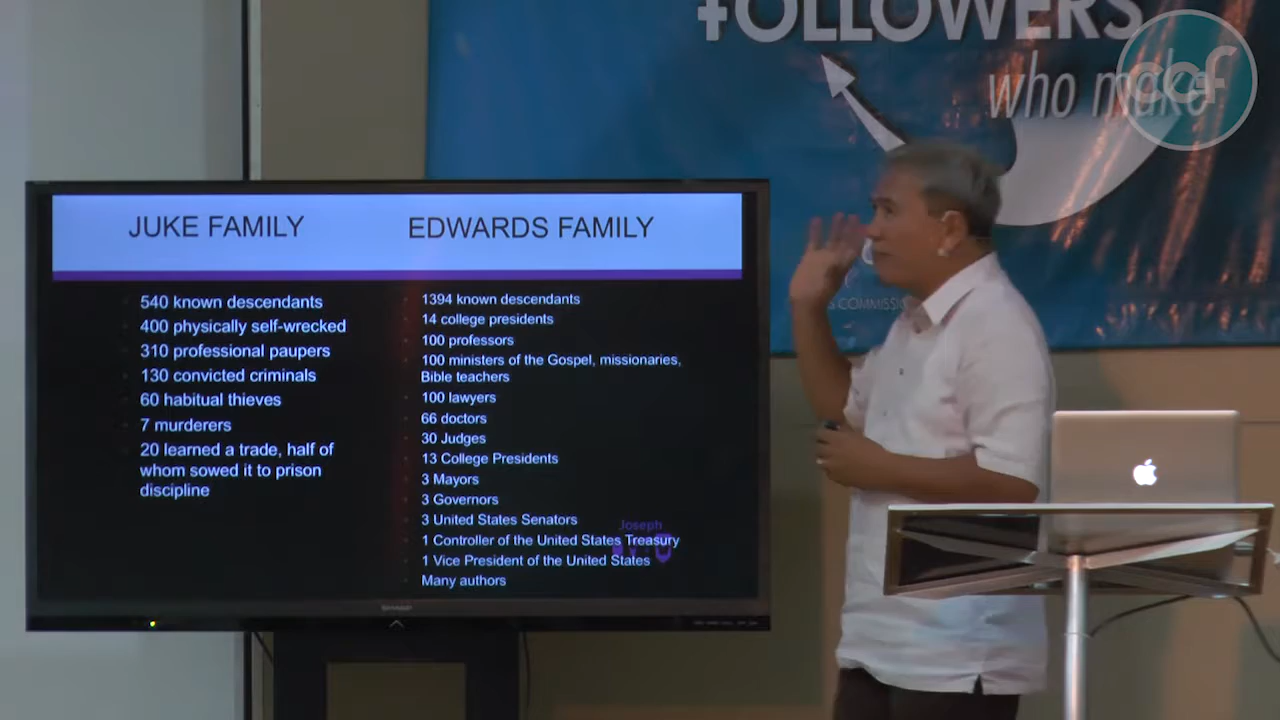 FOLLOWERS
who make
ccf
JUKE FAMILY
EDWARDS FAMILY
540 known descendants
400 physically self-wrecked
310 professional paupers
130 convicted criminals
60 habitual thieves
7 murderers
20 learned a trade, half of
whom sowed it to prison
discipline
1394 known descendants
14 college presidents
100 professors
100 ministers of the Gospel, missionaries,
Bible teachers
100 lawyers
66 doctors
30 Judges
13 College Presidents
3 Mayors
3 Governors
3 United States Senators
1 Controller of the United States Treasury
1 Vice President of the United States
Many authors
Joseph
SHARP